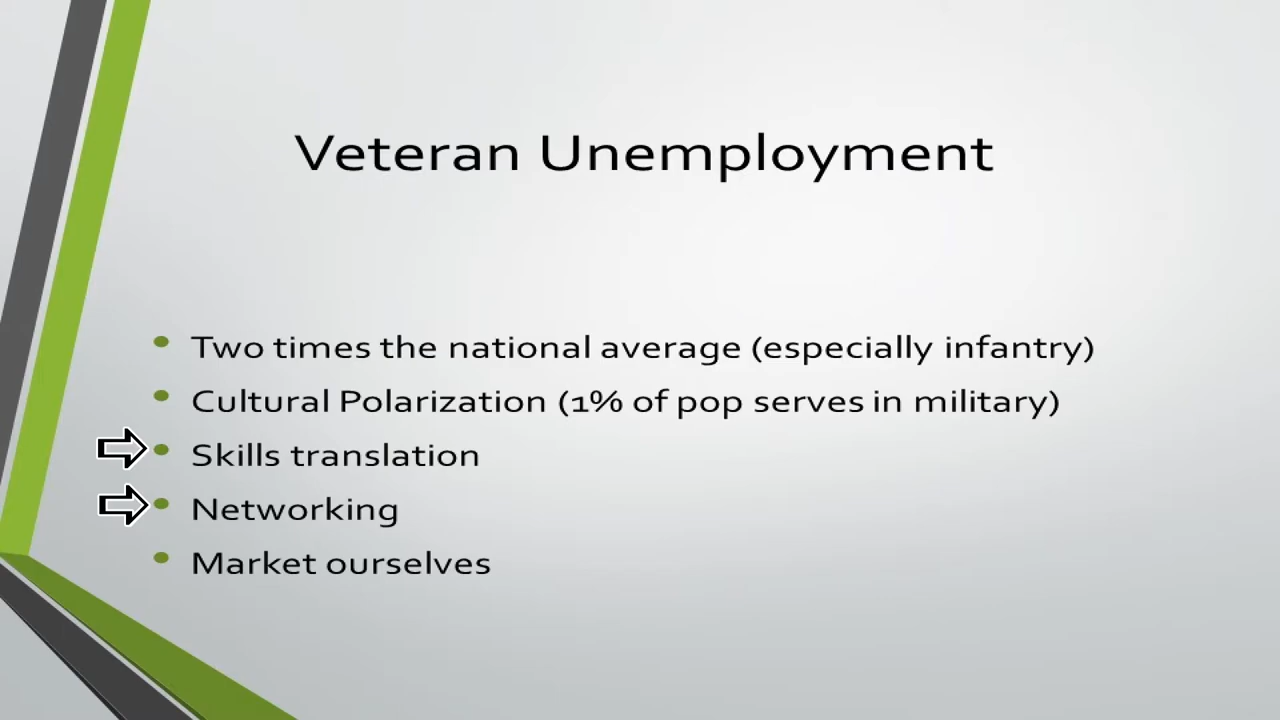 Veteran Unemployment
• Two times the national average (especially infantry)
• Cultural Polarization (1% of pop serves in military)
• Skills translation
• Networking
• Market ourselves